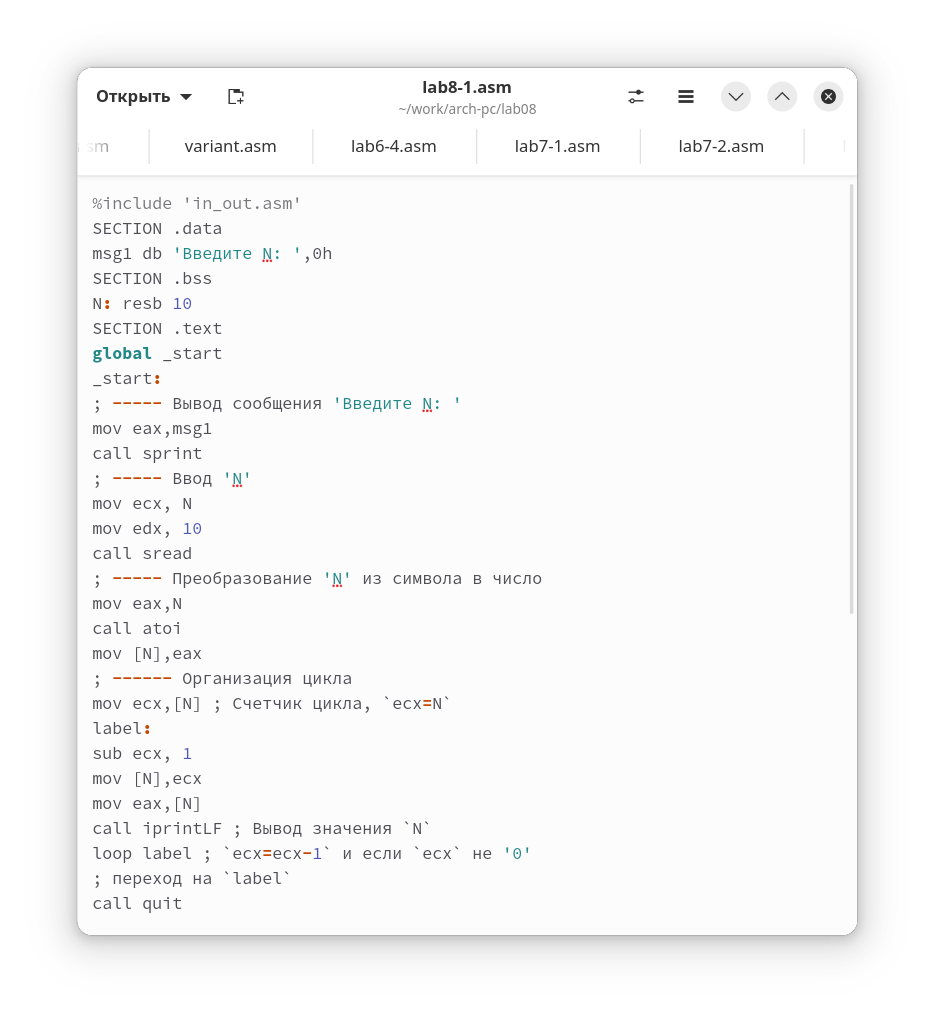 Открыть
lab8-1.asm
~/work/arch-pc/lab08
sm variant.asm lab6-4.asm lab7-1.asm lab7-2.asm
%include 'in_out.asm'
SECTION .data
msg1 db 'Введите N: ',0h
SECTION .bss
N: resb 10
SECTION .text
global _start
_start:
; ----- Вывод сообщения 'Введите N: '
mov eax,msg1
call sprint
; ----- Ввод 'N'
mov ecx, N
mov edx, 10
call sread
; ----- Преобразование 'N' из символа в число
mov eax,N
call atoi
mov [N],eax
; ------ Организация цикла
mov ecx,[N] ; Счетчик цикла, `ecx=N`
label:
sub ecx, 1
mov [N],ecx
mov eax,[N]
call iprintLF ; Вывод значения `N`
loop label ; `ecx=ecx-1` и если `ecx` не '0'
; переход на `label`
call quit